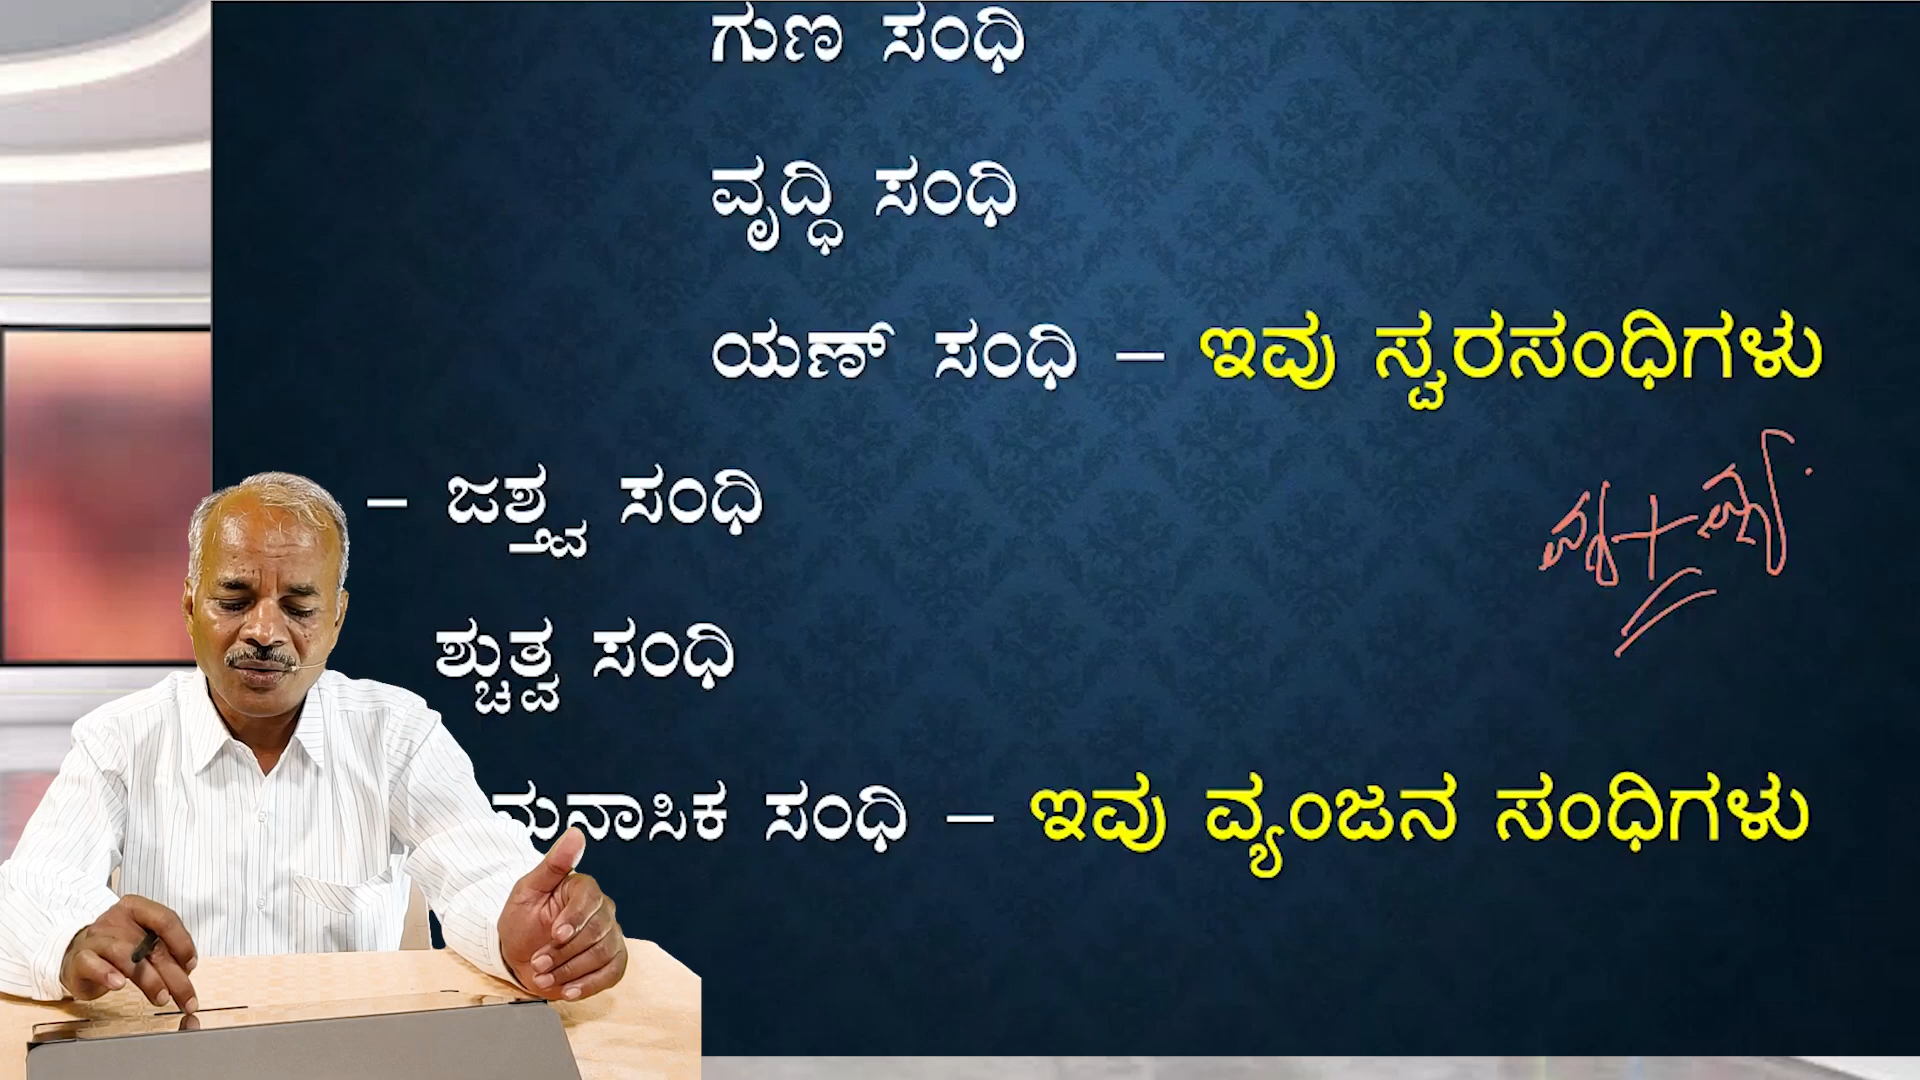 ಗುಣ ಸಂಧಿ
ವೃದ್ಧಿ ಸಂಧಿ
ಯಣ್ ಸಂಧಿ – ಇವು ಸ್ವರಸಂಧಿಗಳು
– ಜಶ್ತ್ವ ಸಂಧಿ
ಶ್ಚುತ್ವ ಸಂಧಿ
ಸಂಧಿ – ಇವು ವ್ಯಂಜನ ಸಂಧಿಗಳು